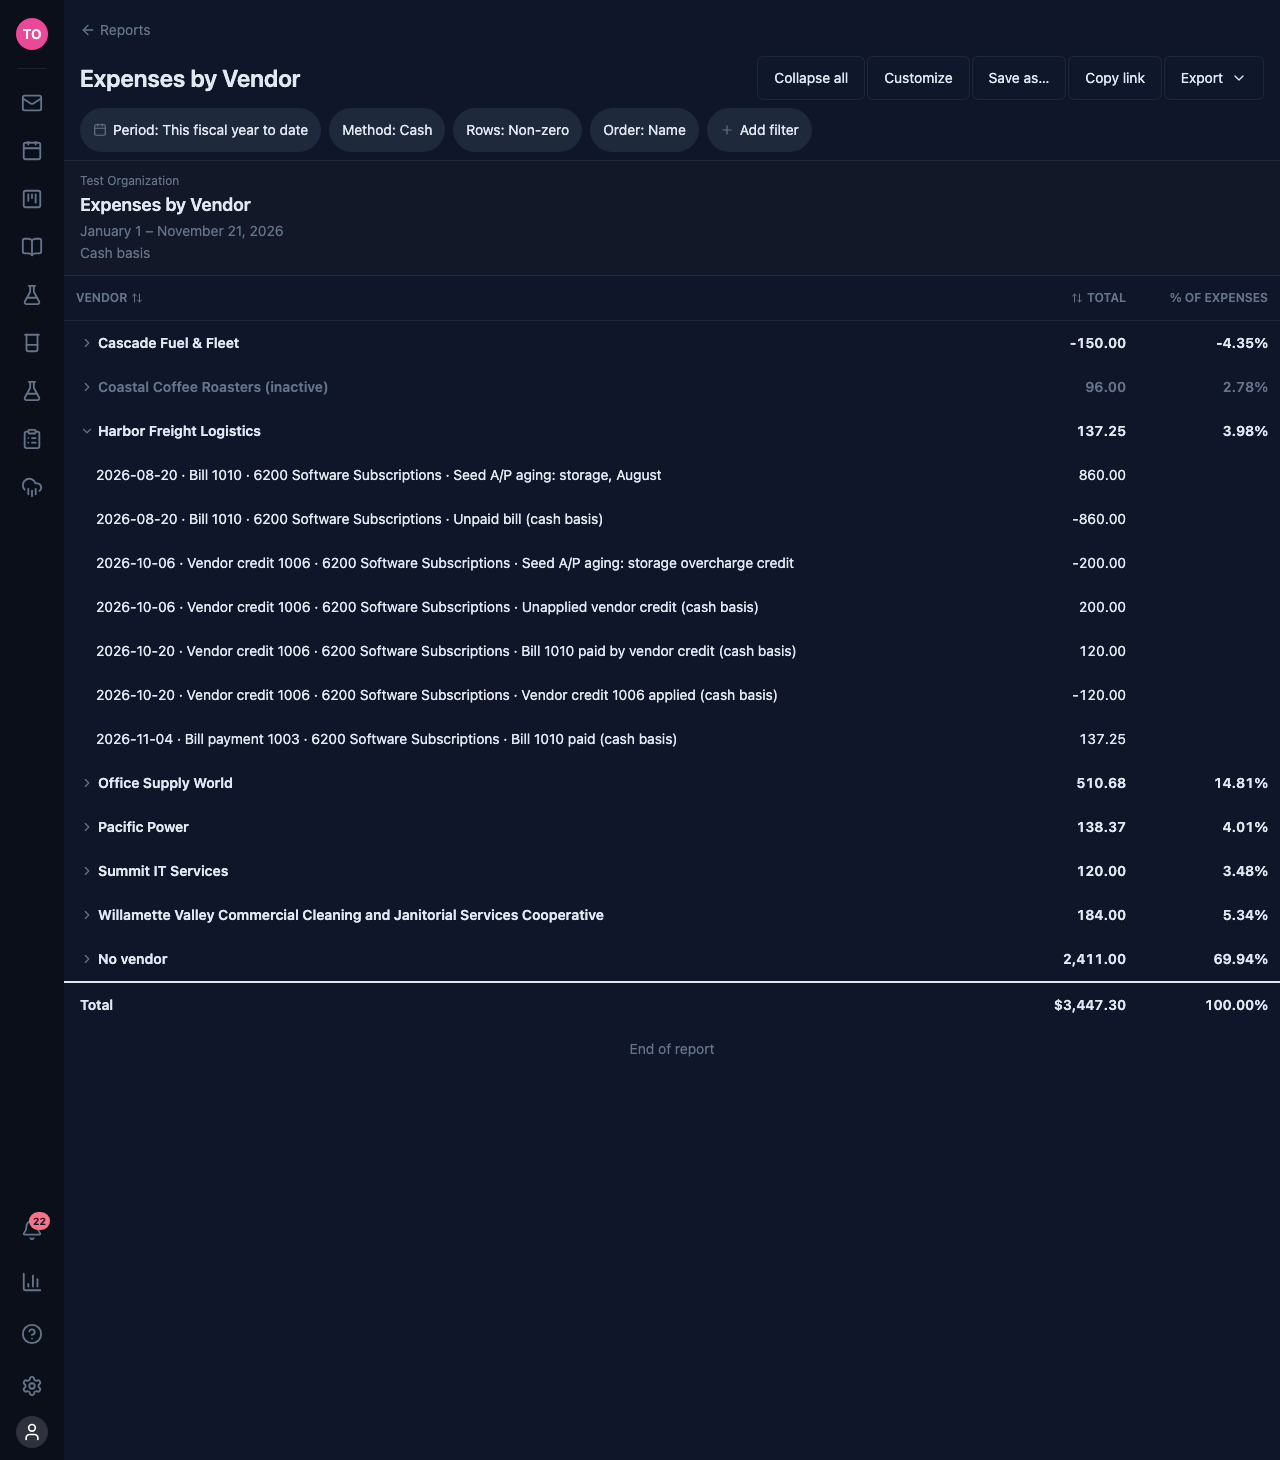 TO
Reports
Expenses by Vendor
Collapse all
Customize
Save as...
Copy link
Export
Period: This fiscal year to date
Method: Cash
Rows: Non-zero
Order: Name
Add filter
Test Organization
Expenses by Vendor
January 1 – November 21, 2026
Cash basis
VENDOR TOTAL % OF EXPENSES
Cascade Fuel & Fleet -150.00 -4.35%
Coastal Coffee Roasters (inactive) 96.00 2.78%
Harbor Freight Logistics 137.25 3.98%
2026-08-20 · Bill 1010 · 6200 Software Subscriptions · Seed A/P aging: storage, August 860.00
2026-08-20 · Bill 1010 · 6200 Software Subscriptions · Unpaid bill (cash basis) -860.00
2026-10-06 · Vendor credit 1006 · 6200 Software Subscriptions · Seed A/P aging: storage overcharge credit -200.00
2026-10-06 · Vendor credit 1006 · 6200 Software Subscriptions · Unapplied vendor credit (cash basis) 200.00
2026-10-20 · Vendor credit 1006 · 6200 Software Subscriptions · Bill 1010 paid by vendor credit (cash basis) 120.00
2026-10-20 · Vendor credit 1006 · 6200 Software Subscriptions · Vendor credit 1006 applied (cash basis) -120.00
2026-11-04 · Bill payment 1003 · 6200 Software Subscriptions · Bill 1010 paid (cash basis) 137.25
Office Supply World 510.68 14.81%
Pacific Power 138.37 4.01%
Summit IT Services 120.00 3.48%
Willamette Valley Commercial Cleaning and Janitorial Services Cooperative 184.00 5.34%
No vendor 2,411.00 69.94%
Total $3,447.30 100.00%
End of report
22